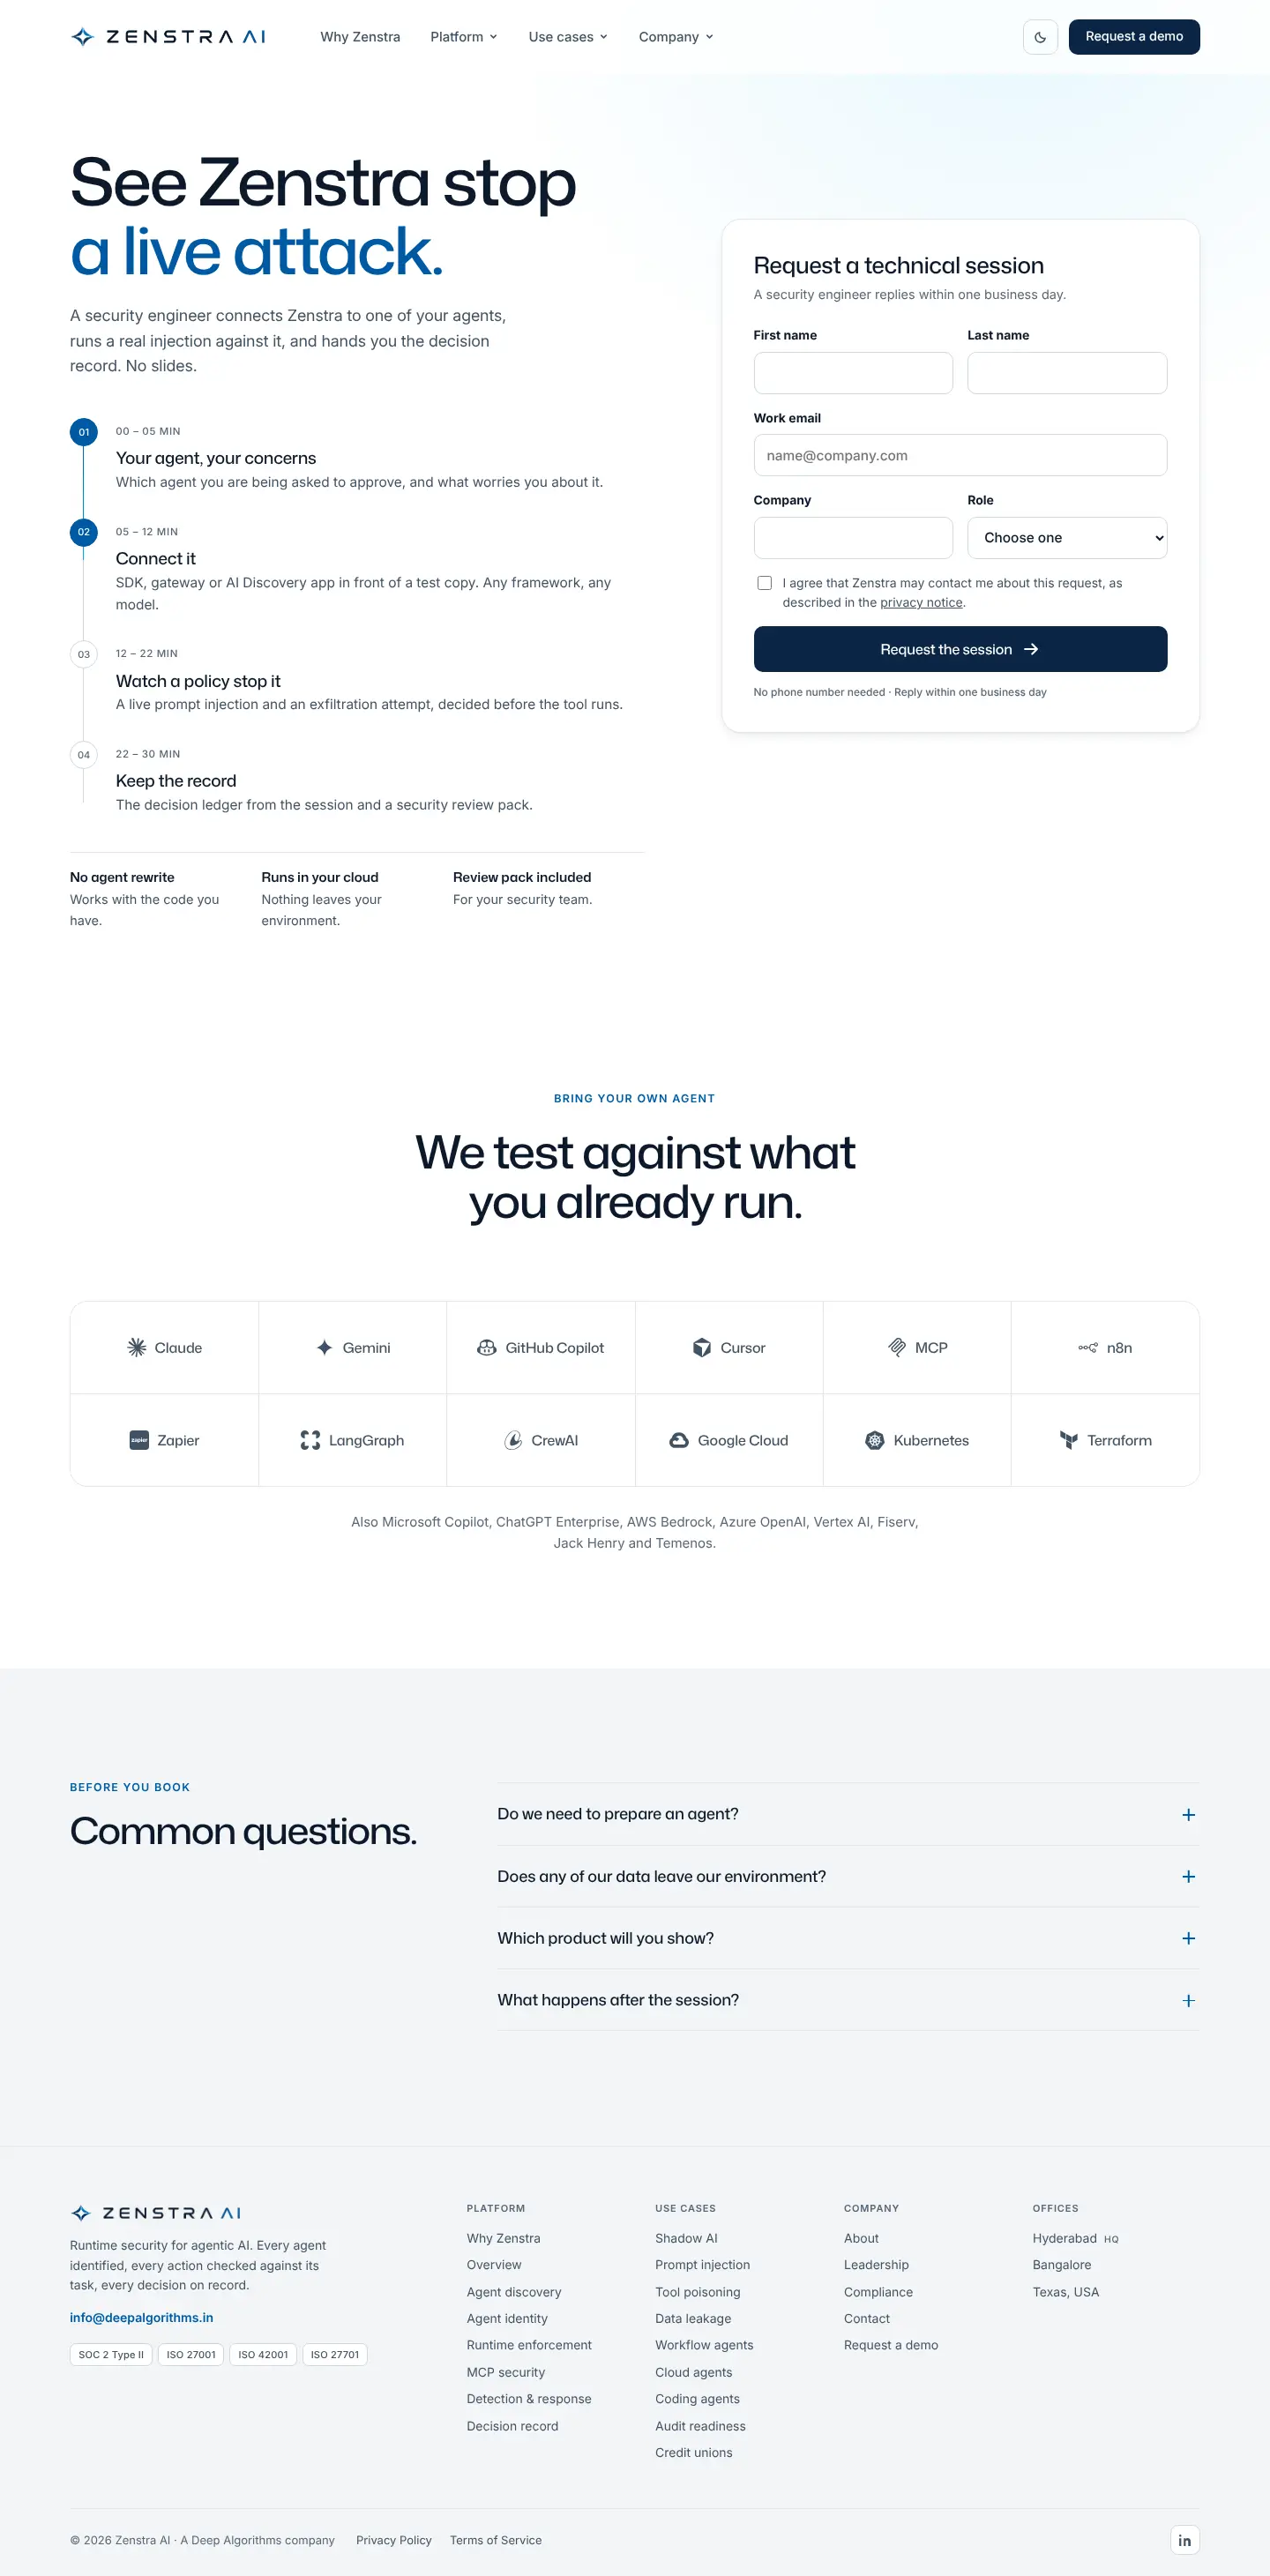 ZENSTRA AI
Why Zenstra
Platform
Use cases
Company
Request a demo
See Zenstra stop
a live attack.
A security engineer connects Zenstra to one of your agents,
runs a real injection against it, and hands you the decision
record. No slides.
01
00 – 05 MIN
Your agent, your concerns
Which agent you are being asked to approve, and what worries you about it.
02
05 – 12 MIN
Connect it
SDK, gateway or AI Discovery app in front of a test copy. Any framework, any
model.
03
12 – 22 MIN
Watch a policy stop it
A live prompt injection and an exfiltration attempt, decided before the tool runs.
04
22 – 30 MIN
Keep the record
The decision ledger from the session and a security review pack.
No agent rewrite
Works with the code you
have.
Runs in your cloud
Nothing leaves your
environment.
Review pack included
For your security team.
Request a technical session
A security engineer replies within one business day.
First name
Last name
Work email
name@company.com
Company
Role
Choose one
I agree that Zenstra may contact me about this request, as
described in the privacy notice.
Request the session
No phone number needed · Reply within one business day
BRING YOUR OWN AGENT
We test against what
you already run.
Claude
Gemini
GitHub Copilot
Cursor
MCP
n8n
zapier
Zapier
LangGraph
CrewAI
Google Cloud
Kubernetes
Terraform
Also Microsoft Copilot, ChatGPT Enterprise, AWS Bedrock, Azure OpenAI, Vertex AI, Fiserv,
Jack Henry and Temenos.
BEFORE YOU BOOK
Common questions.
Do we need to prepare an agent?
Does any of our data leave our environment?
Which product will you show?
What happens after the session?
ZENSTRA AI
Runtime security for agentic AI. Every agent
identified, every action checked against its
task, every decision on record.
info@deepalgorithms.in
SOC 2 Type II
ISO 27001
ISO 42001
ISO 27701
PLATFORM
Why Zenstra
Overview
Agent discovery
Agent identity
Runtime enforcement
MCP security
Detection & response
Decision record
USE CASES
Shadow AI
Prompt injection
Tool poisoning
Data leakage
Workflow agents
Cloud agents
Coding agents
Audit readiness
Credit unions
COMPANY
About
Leadership
Compliance
Contact
Request a demo
OFFICES
Hyderabad HQ
Bangalore
Texas, USA
© 2026 Zenstra AI · A Deep Algorithms company
Privacy Policy
Terms of Service
in